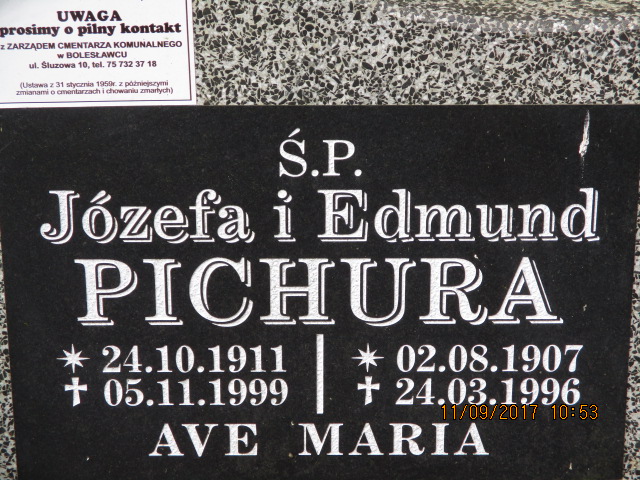 UWAGA
prosimy o pilny kontakt
z ZARZĄDEM CMENTARZA KOMUNALNEGO
w BOLESŁAWCU
ul. Śluzowa 10, tel. 75 732 37 18
(Ustawa z 31 stycznia 1959r. z późniejszymi
zmianami o cmentarzach i chowaniu zmarłych)
Ś.P.
Józefa i Edmund
PICHURA
* 24.10.1911 * 02.08.1907
† 05.11.1999 † 24.03.1996
11/09/2017 10:53
AVE MARIA